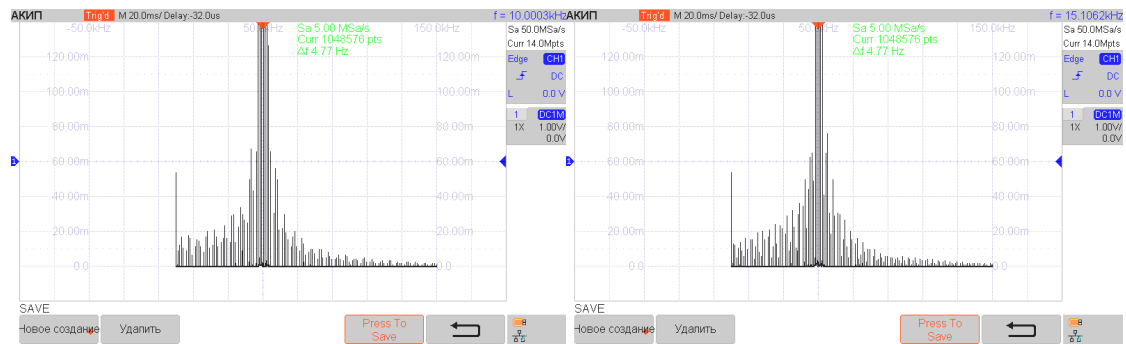 АКИП Trig'd M 20.0ms/ Delay:-32.0us f = 10.0003kHz
-50.0kHz 50.0kHz 150.0kHz
Sa 5.00 MSa/s
Curr 1048576 pts
Δf 4.77 Hz
Sa 50.0MSa/s
Curr 14.0Mpts
Edge CH1
DC
L 0.0 V
1 DC1M
1X 1.00V/
0.0V
120.00m 120.00m
100.00m 100.00m
80.00m 80.00m
60.00m 60.00m
40.00m 40.00m
20.00m 20.00m
0.0 0.0
1
SAVE
Новое создание Удалить Press To
Save
АКИП Trig'd M 20.0ms/ Delay:-32.0us f = 15.1062kHz
-50.0kHz 50.0kHz 150.0kHz
Sa 5.00 MSa/s
Curr 1048576 pts
Δf 4.77 Hz
Sa 50.0MSa/s
Curr 14.0Mpts
Edge CH1
DC
L 0.0 V
1 DC1M
1X 1.00V/
0.0V
120.00m 120.00m
100.00m 100.00m
80.00m 80.00m
60.00m 60.00m
40.00m 40.00m
20.00m 20.00m
0.0 0.0
1
SAVE
Новое создание Удалить Press To
Save